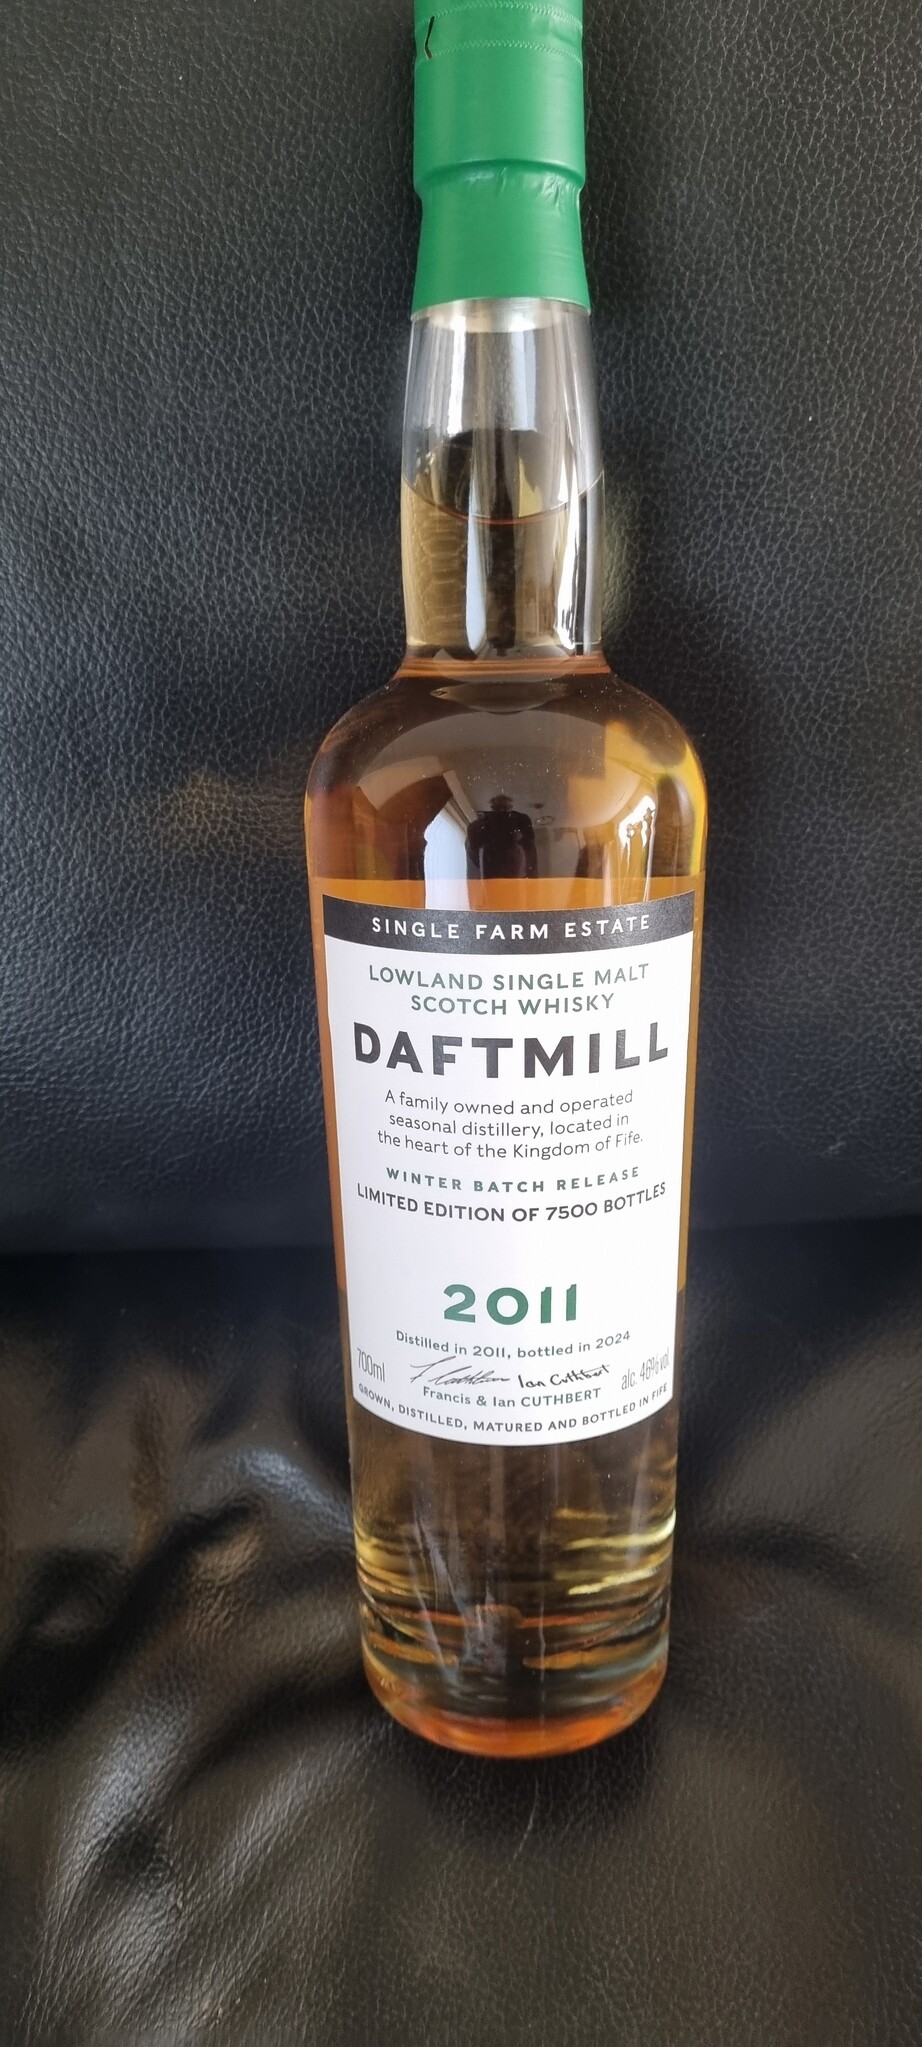 SINGLE FARM ESTATE
LOWLAND SINGLE MALT
SCOTCH WHISKY
DAFTMILL
A family owned and operated
seasonal distillery, located in
the heart of the Kingdom of Fife.
WINTER BATCH RELEASE
LIMITED EDITION OF 7500 BOTTLES
2011
Distilled in 2011, bottled in 2024
700ml
Ian Cuthbert
alc. 46% vol
Francis & Ian CUTHBERT
GROWN, DISTILLED, MATURED AND BOTTLED IN FIFE